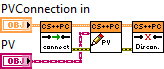 PVConnection in
OBJ
CS++PC CS++PC CS++PC
connect PV Discon.
PV
OBJ